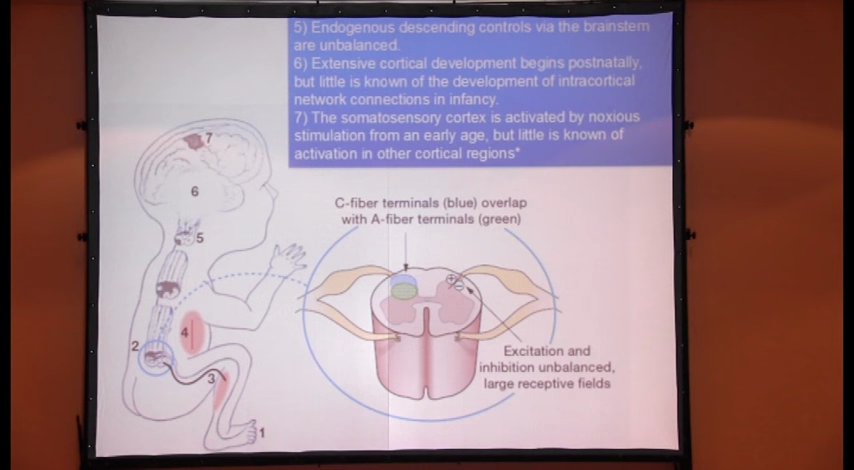 5) Endogenous descending controls via the brainstem
are unbalanced.
6) Extensive cortical development begins postnatally,
but little is known of the development of intracortical
network connections in infancy.
7) The somatosensory cortex is activated by noxious
stimulation from an early age, but little is known of
activation in other cortical regions*
7
6
5
C-fiber terminals (blue) overlap
with A-fiber terminals (green)
+
−
4
2
3
1
Excitation and
inhibition unbalanced,
large receptive fields